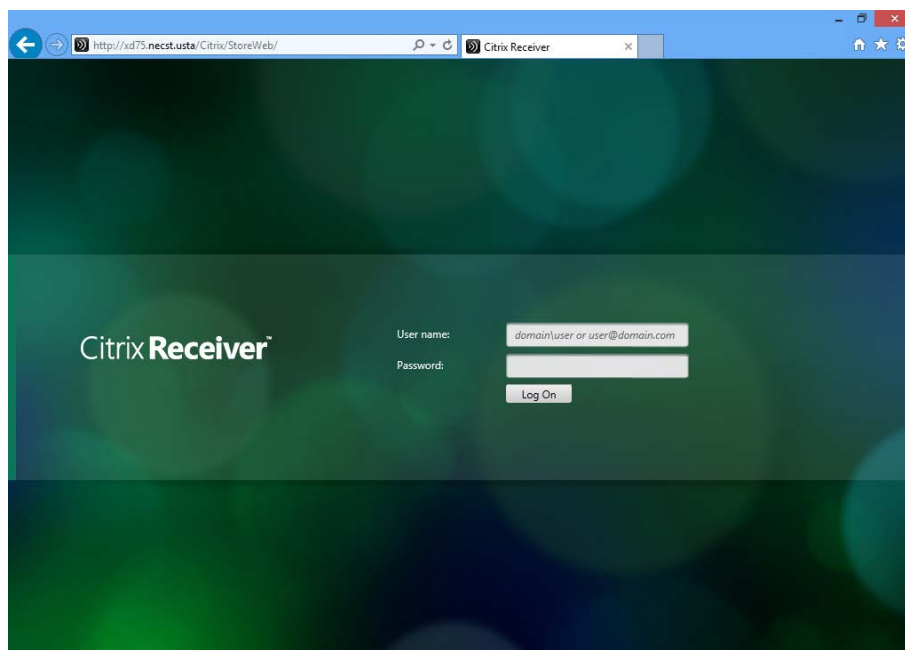 http://xd75.necst.usta/Citrix/StoreWeb/
Citrix Receiver
Citrix Receiver™
User name:
domain\user or user@domain.com
Password:
Log On